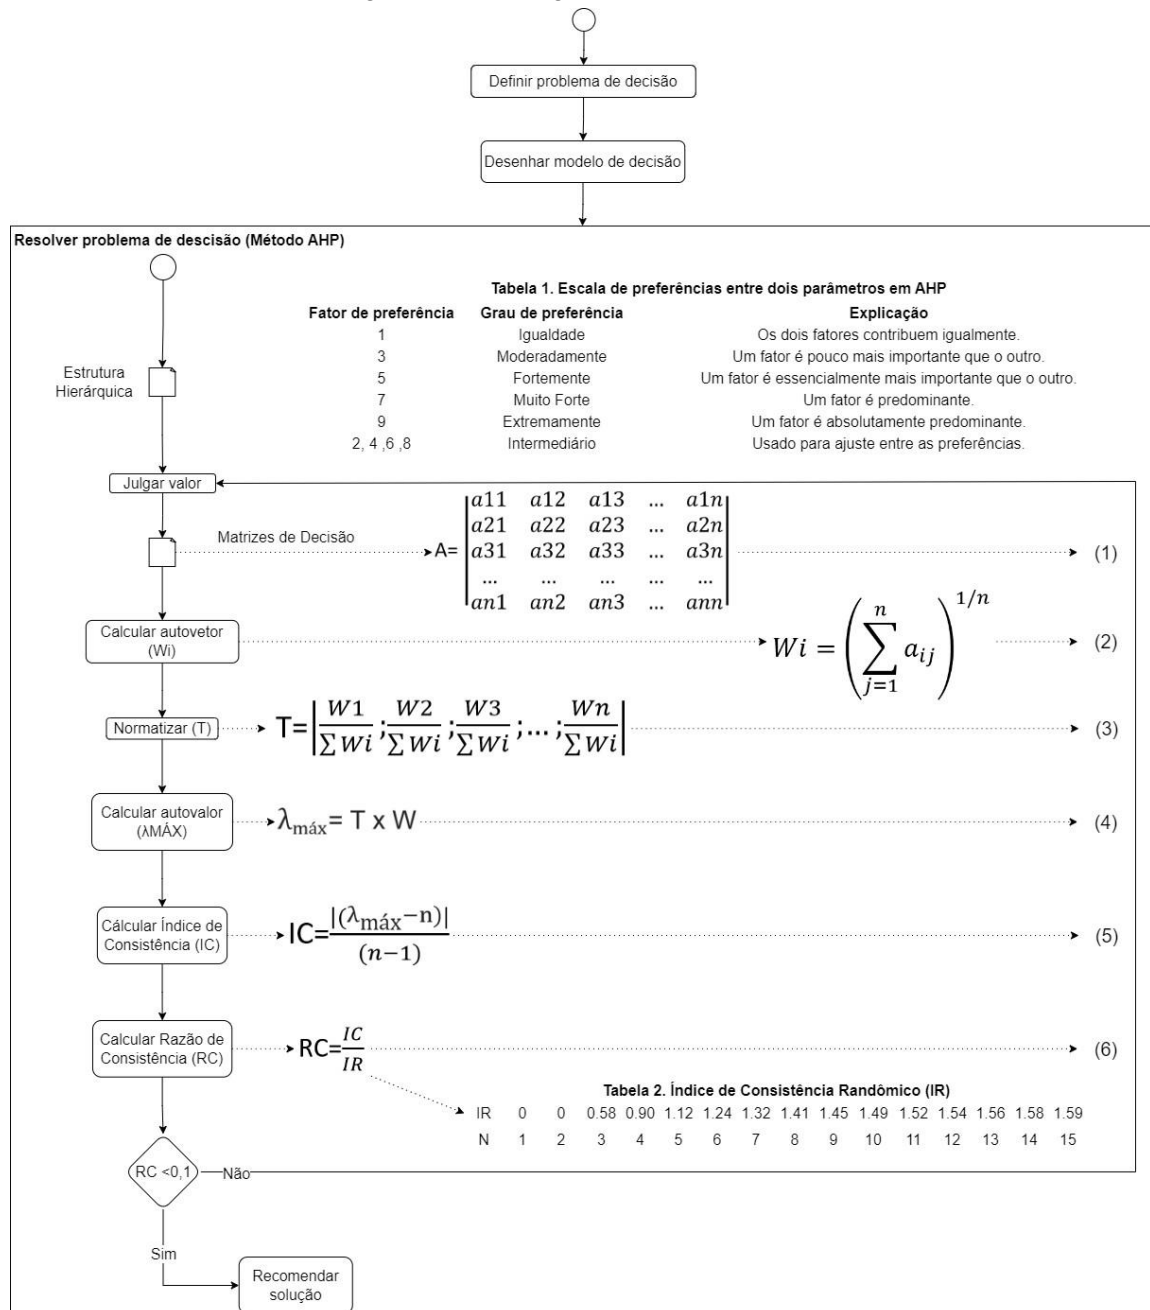 Definir problema de decisão
Desenhar modelo de decisão
Resolver problema de descisão (Método AHP)
Tabela 1. Escala de preferências entre dois parâmetros em AHP
Fator de preferência Grau de preferência Explicação
1 Igualdade Os dois fatores contribuem igualmente.
3 Moderadamente Um fator é pouco mais importante que o outro.
5 Fortemente Um fator é essencialmente mais importante que o outro.
7 Muito Forte Um fator é predominante.
9 Extremamente Um fator é absolutamente predominante.
2, 4 ,6 ,8 Intermediário Usado para ajuste entre as preferências.
Estrutura
Hierárquica
Julgar valor
Matrizes de Decisão
A=
a11 a12 a13 ... a1n
a21 a22 a23 ... a2n
a31 a32 a33 ... a3n
... ... ... ... ...
an1 an2 an3 ... ann
(1)
Calcular autovetor
(Wi)
Wi = (∑_{j=1}^{n} a_{ij})^{1/n}
(2)
Normatizar (T)
T=|W1/∑Wi ; W2/∑Wi ; W3/∑Wi ; ... ; Wn/∑Wi|
(3)
Calcular autovalor
(λMÁX)
λmáx= T x W
(4)
Cálcular Índice de
Consistência (IC)
IC=|(λmáx−n)|/(n−1)
(5)
Calcular Razão de
Consistência (RC)
RC=IC/IR
(6)
Tabela 2. Índice de Consistência Randômico (IR)
IR 0 0 0.58 0.90 1.12 1.24 1.32 1.41 1.45 1.49 1.52 1.54 1.56 1.58 1.59
N 1 2 3 4 5 6 7 8 9 10 11 12 13 14 15
RC <0,1
Não
Sim
Recomendar
solução